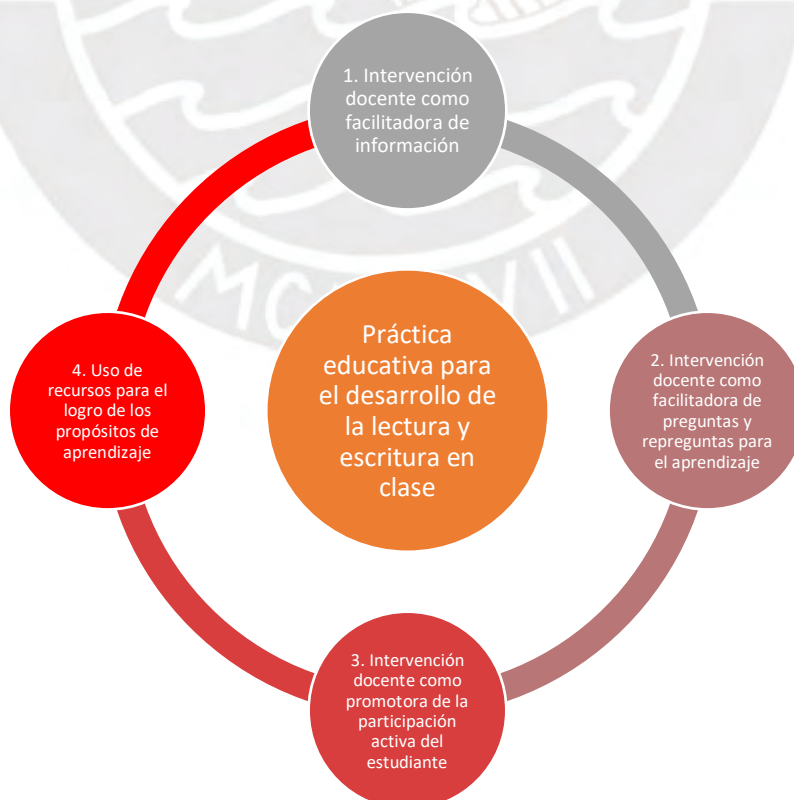 1. Intervención
docente como
facilitadora de
información
Práctica
educativa para
el desarrollo de
la lectura y
escritura en
clase
2. Intervención
docente como
facilitadora de
preguntas y
repreguntas para
el aprendizaje
3. Intervención
docente como
promotora de la
participación
activa del
estudiante
4. Uso de
recursos para el
logro de los
propósitos de
aprendizaje